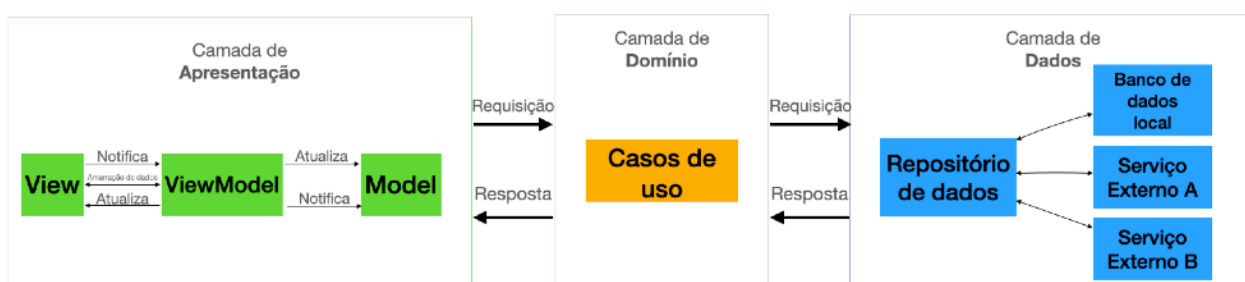 Camada de
Apresentação
Notifica
Amarração de dados
Atualiza
View
ViewModel
Atualiza
Notifica
Model
Requisição
Resposta
Camada de
Domínio
Casos de
uso
Requisição
Resposta
Camada de
Dados
Repositório
de dados
Banco de
dados
local
Serviço
Externo A
Serviço
Externo B